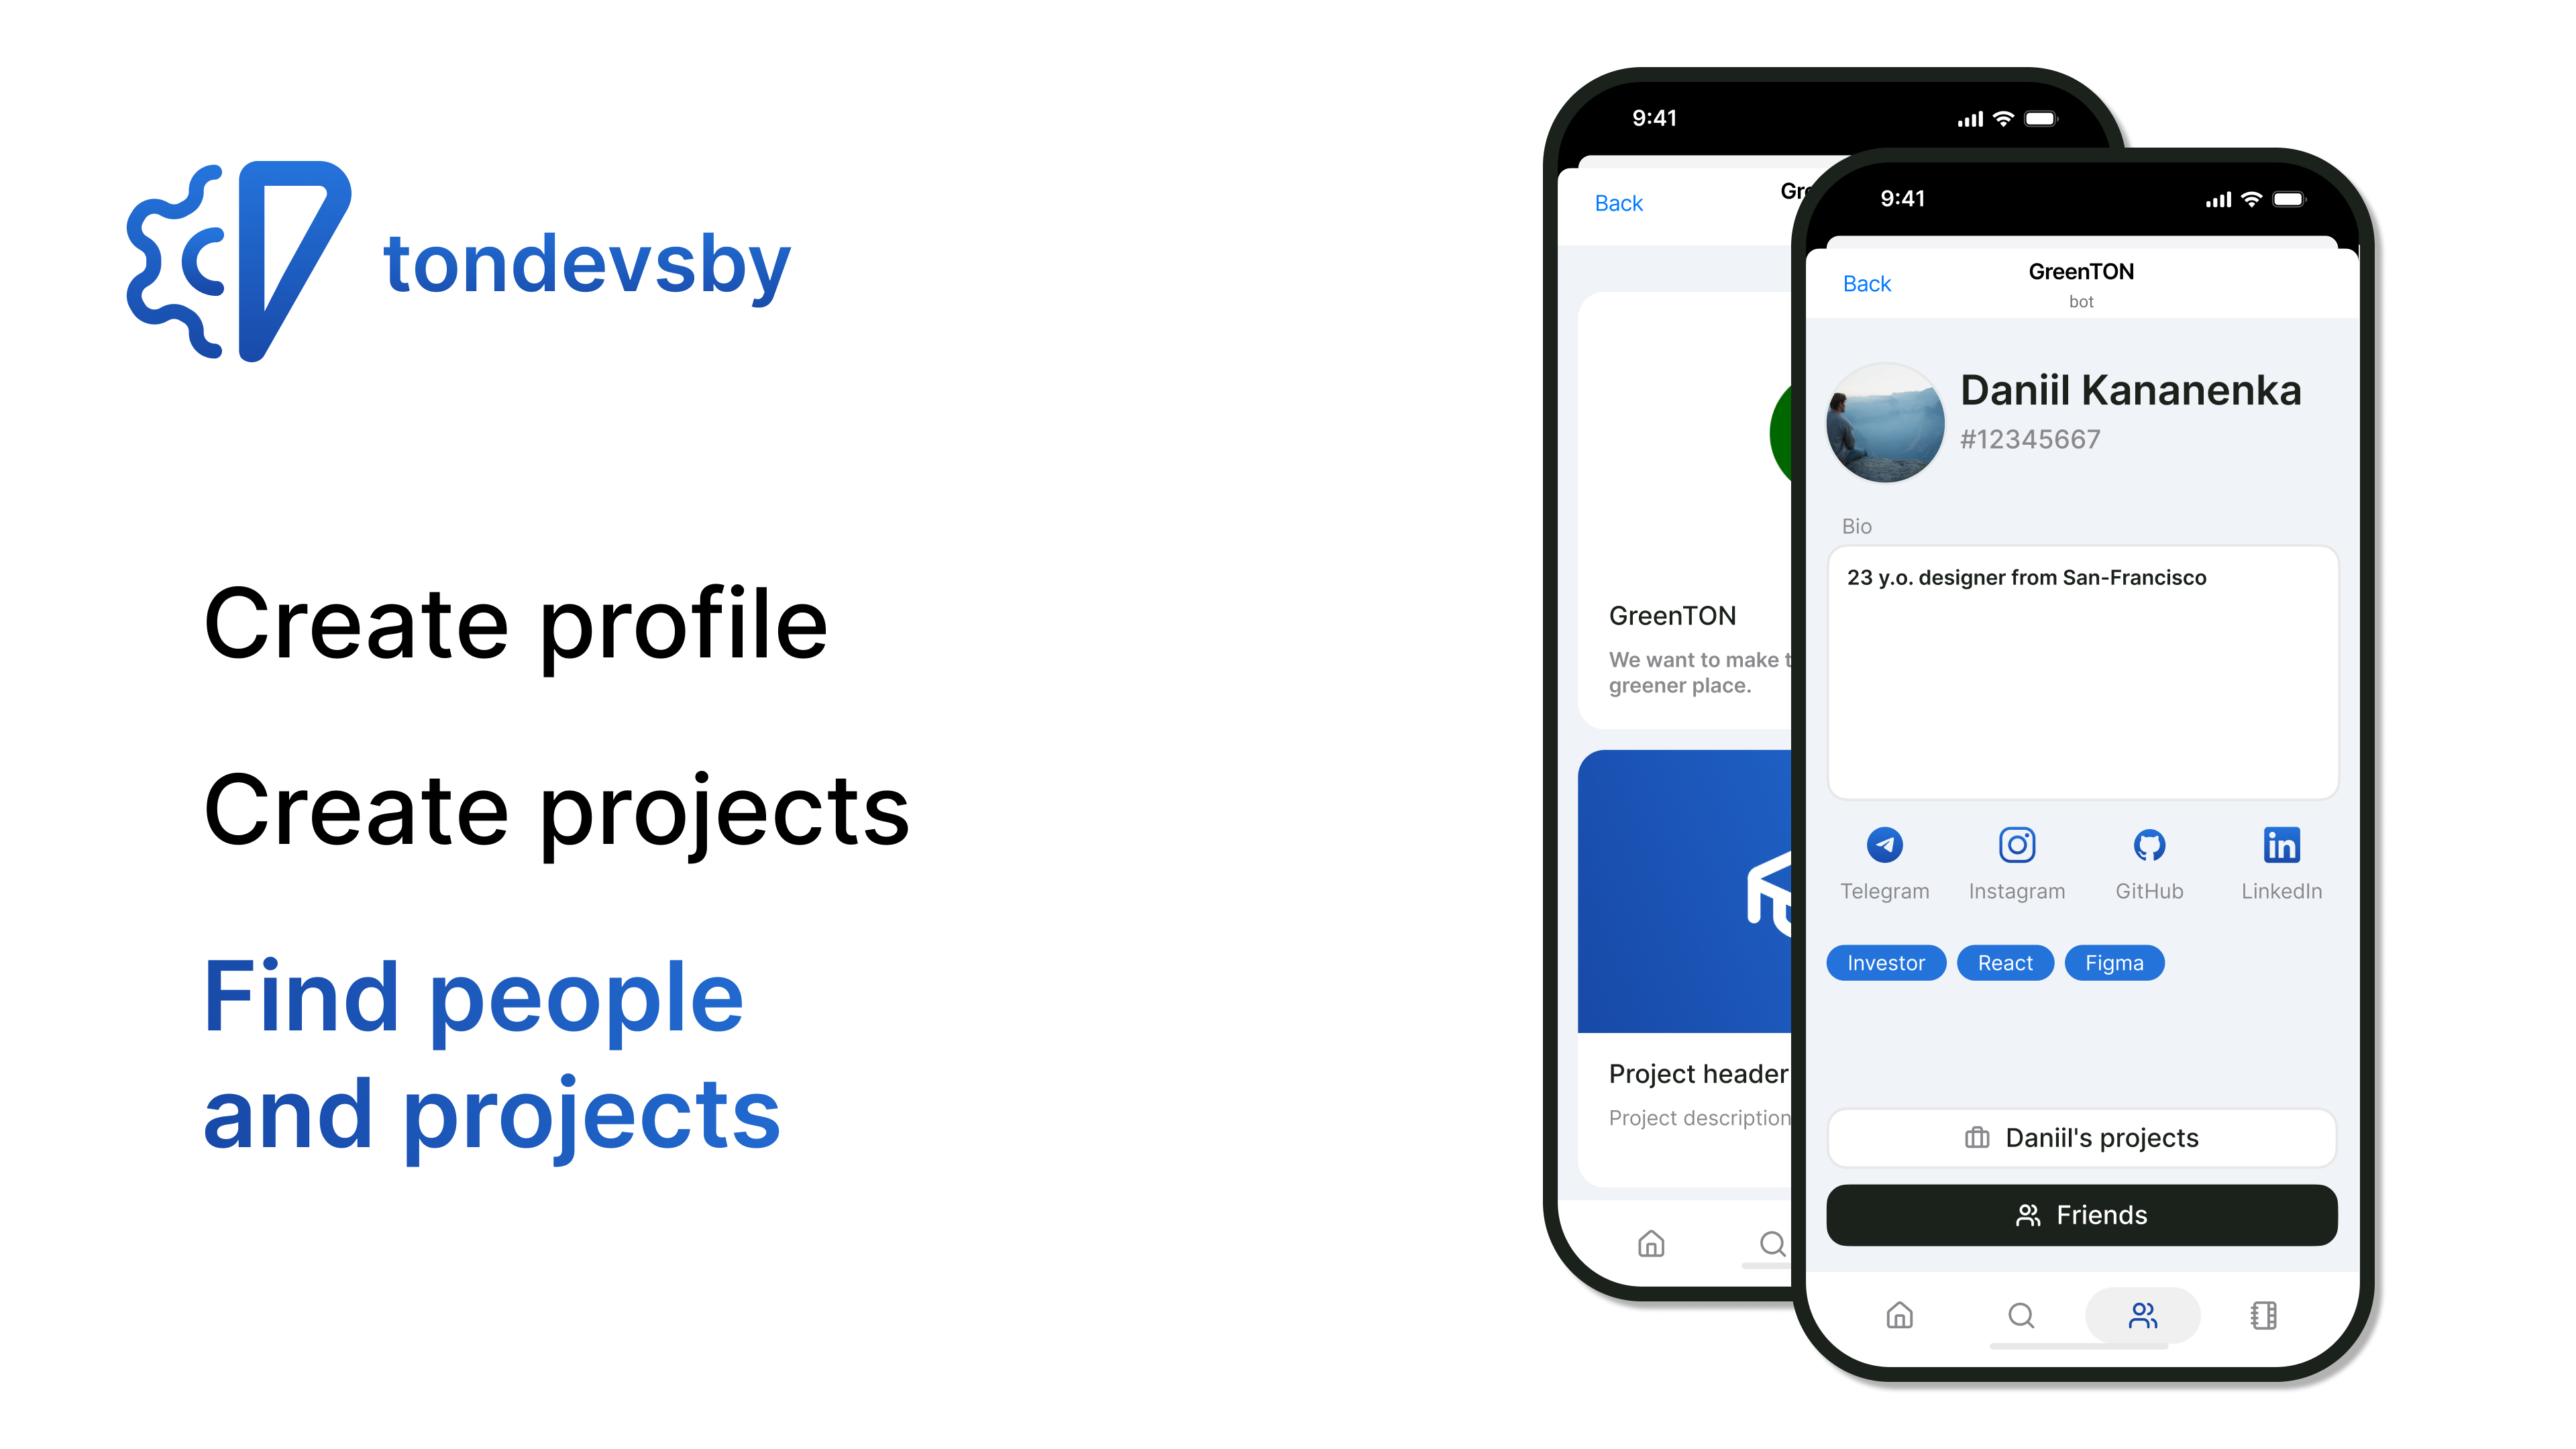 tondevsby
Create profile
Create projects
Find people
and projects
9:41
Back
GreenTON
We want to make
greener place.
Project header
Project description
9:41
Back
GreenTON
bot
Daniil Kananenka
#12345667
Bio
23 y.o. designer from San-Francisco
Telegram
Instagram
GitHub
LinkedIn
Investor
React
Figma
Daniil's projects
Friends